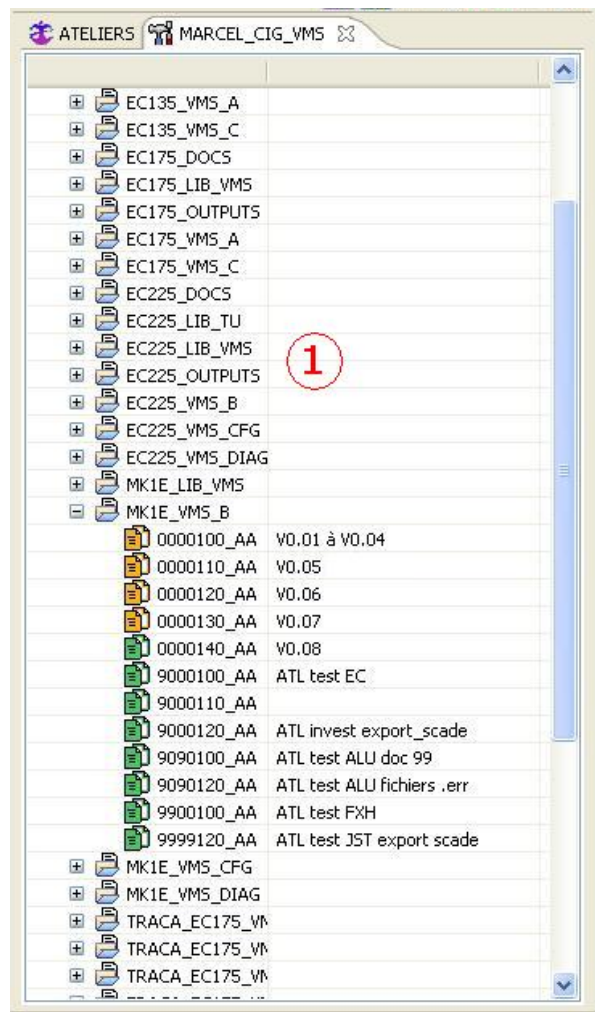 ATELIERS MARCEL_CIG_VMS
EC135_VMS_A
EC135_VMS_C
EC175_DOCS
EC175_LIB_VMS
EC175_OUTPUTS
EC175_VMS_A
EC175_VMS_C
EC225_DOCS
EC225_LIB_TU
EC225_LIB_VMS
1
EC225_OUTPUTS
EC225_VMS_B
EC225_VMS_CFG
EC225_VMS_DIAG
MK1E_LIB_VMS
MK1E_VMS_B
0000100_AA V0.01 à V0.04
0000110_AA V0.05
0000120_AA V0.06
0000130_AA V0.07
0000140_AA V0.08
9000100_AA ATL test EC
9000110_AA
9000120_AA ATL invest export_scade
9090100_AA ATL test ALU doc 99
9090120_AA ATL test ALU fichiers .err
9900100_AA ATL test FXH
9999120_AA ATL test JST export scade
MK1E_VMS_CFG
MK1E_VMS_DIAG
TRACA_EC175_VM
TRACA_EC175_VM
TRACA_EC175_VM